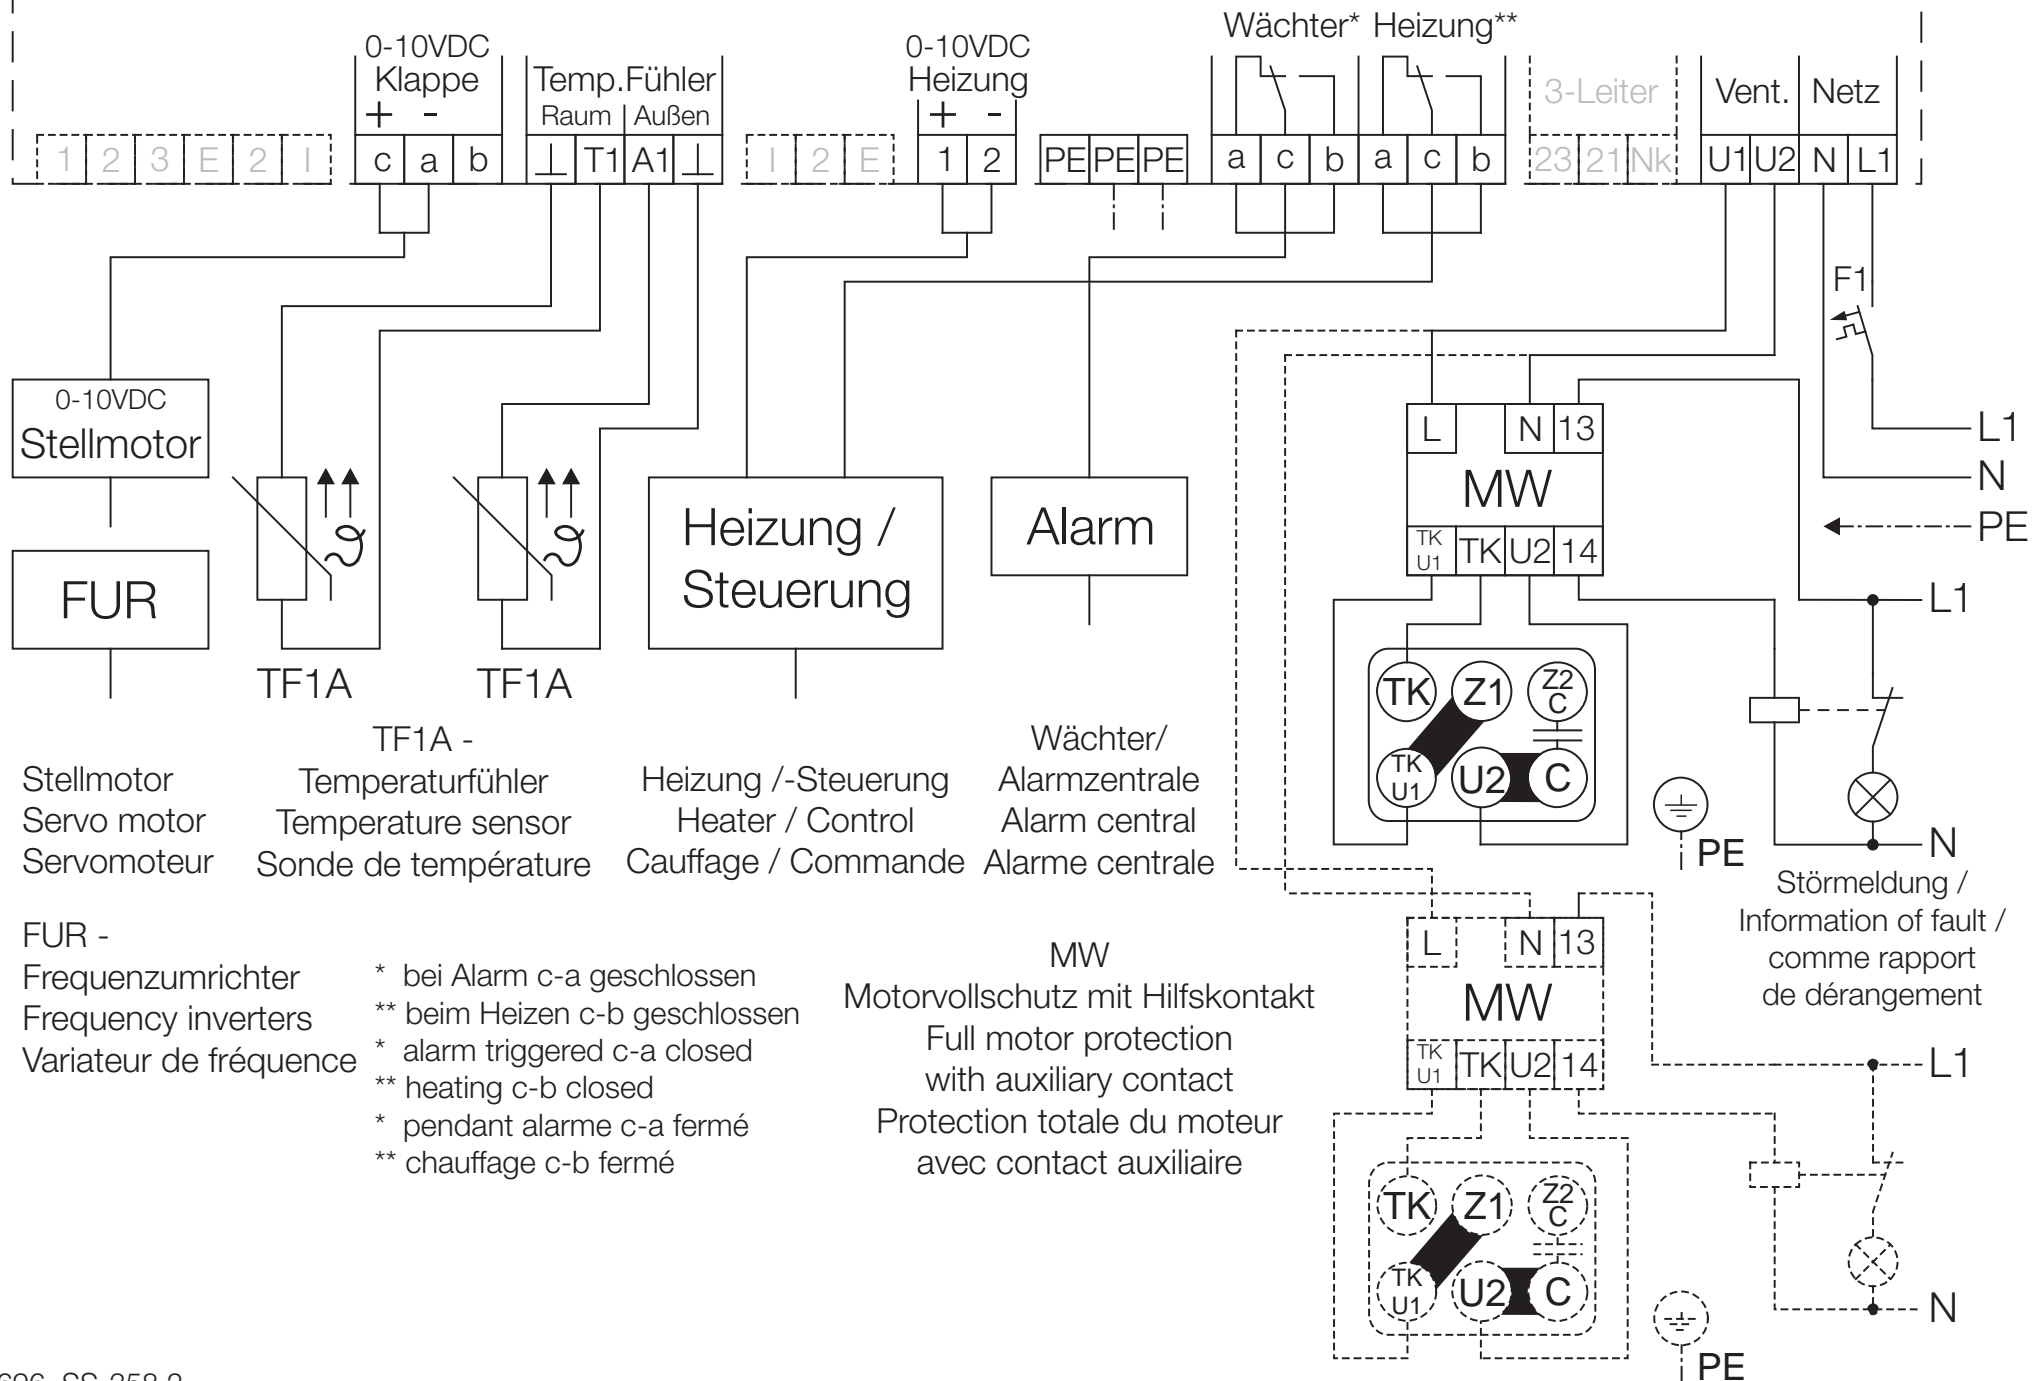 Wächter* Heizung**
0-10VDC
Klappe
+ -
Temp.Fühler
Raum Außen
0-10VDC
Heizung
+ -
3-Leiter
Vent. Netz
1 2 3 E 2 I
c a b
⊥ T1 A1 ⊥
I 2 E
1 2
PE PE PE
a c b a c b
23 21 Nk
U1 U2 N L1
F1
0-10VDC
Stellmotor
FUR
TF1A
TF1A
Heizung /
Steuerung
Alarm
L N 13
MW
TK
U1
TK U2 14
L1
N
PE
L1
TK Z1 Z2
C
TK
U1
U2 C
PE
N
Störmeldung /
Information of fault /
comme rapport
de dérangement
Stellmotor
Servo motor
Servomoteur
TF1A -
Temperaturfühler
Temperature sensor
Sonde de température
Heizung /-Steuerung
Heater / Control
Cauffage / Commande
Wächter/
Alarmzentrale
Alarm central
Alarme centrale
FUR -
Frequenzumrichter
Frequency inverters
Variateur de fréquence
* bei Alarm c-a geschlossen
** beim Heizen c-b geschlossen
* alarm triggered c-a closed
** heating c-b closed
* pendant alarme c-a fermé
** chauffage c-b fermé
MW
Motorvollschutz mit Hilfskontakt
Full motor protection
with auxiliary contact
Protection totale du moteur
avec contact auxiliaire
L N 13
MW
TK
U1
TK U2 14
L1
TK Z1 Z2
C
TK
U1
U2 C
PE
N